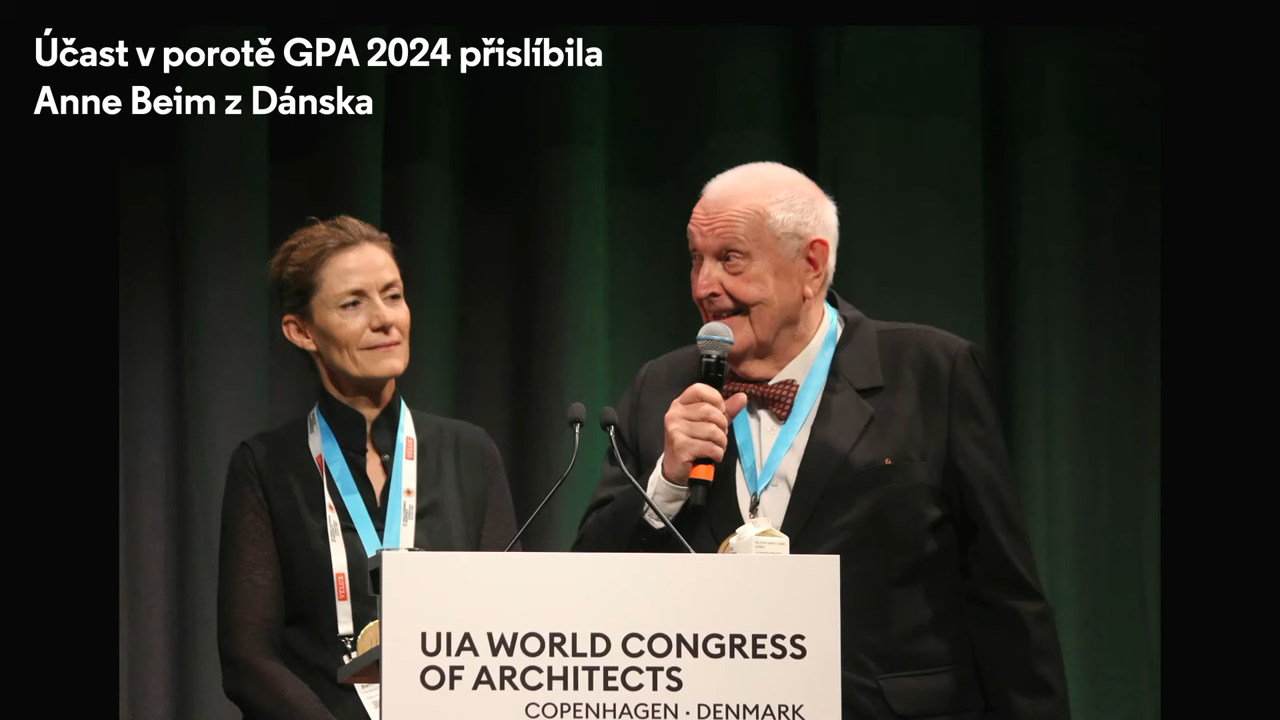 Účast v porotě GPA 2024 přislíbila
Anne Beim z Dánska
UIA WORLD CONGRESS
OF ARCHITECTS
COPENHAGEN · DENMARK